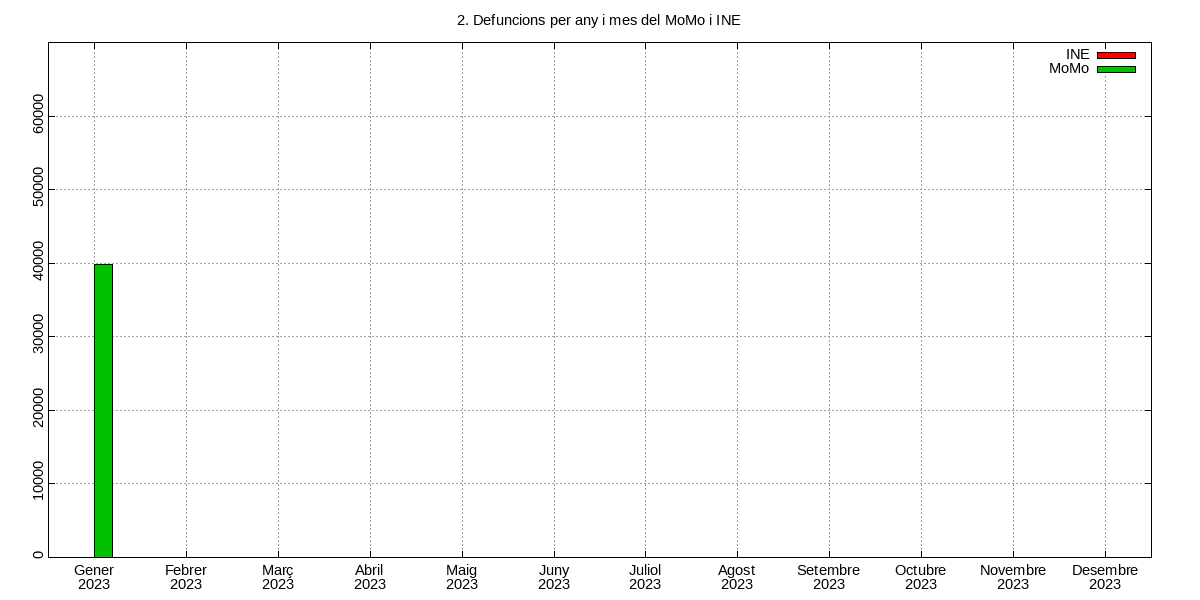 2. Defuncions per any i mes del MoMo i INE
INE
MoMo
60000
50000
40000
30000
20000
10000
0
Gener Febrer Març Abril Maig Juny Juliol Agost Setembre Octubre Novembre Desembre
2023 2023 2023 2023 2023 2023 2023 2023 2023 2023 2023 2023